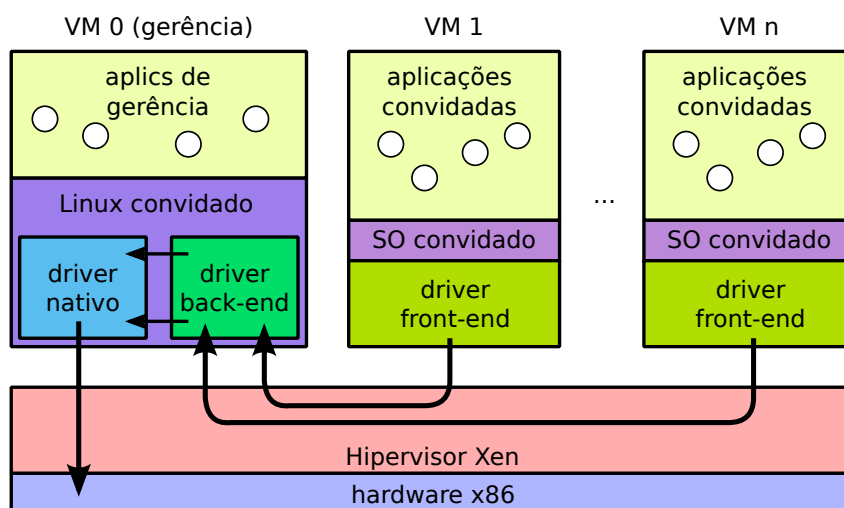 VM 0 (gerência)
VM 1
VM n
aplics de
gerência
aplicações
convidadas
aplicações
convidadas
...
Linux convidado
SO convidado
SO convidado
driver
nativo
driver
back-end
driver
front-end
driver
front-end
Hipervisor Xen
hardware x86